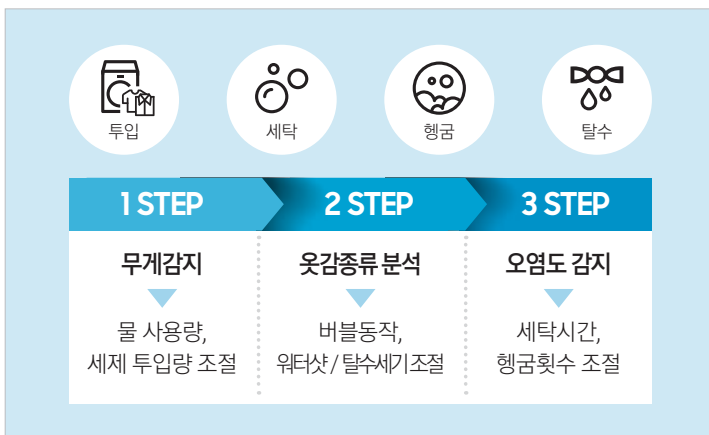 투입
세탁
헹굼
탈수
1 STEP
2 STEP
3 STEP
무게감지
옷감종류 분석
오염도 감지
물 사용량,
세제 투입량 조절
버블동작,
워터샷 / 탈수세기 조절
세탁시간,
헹굼횟수 조절